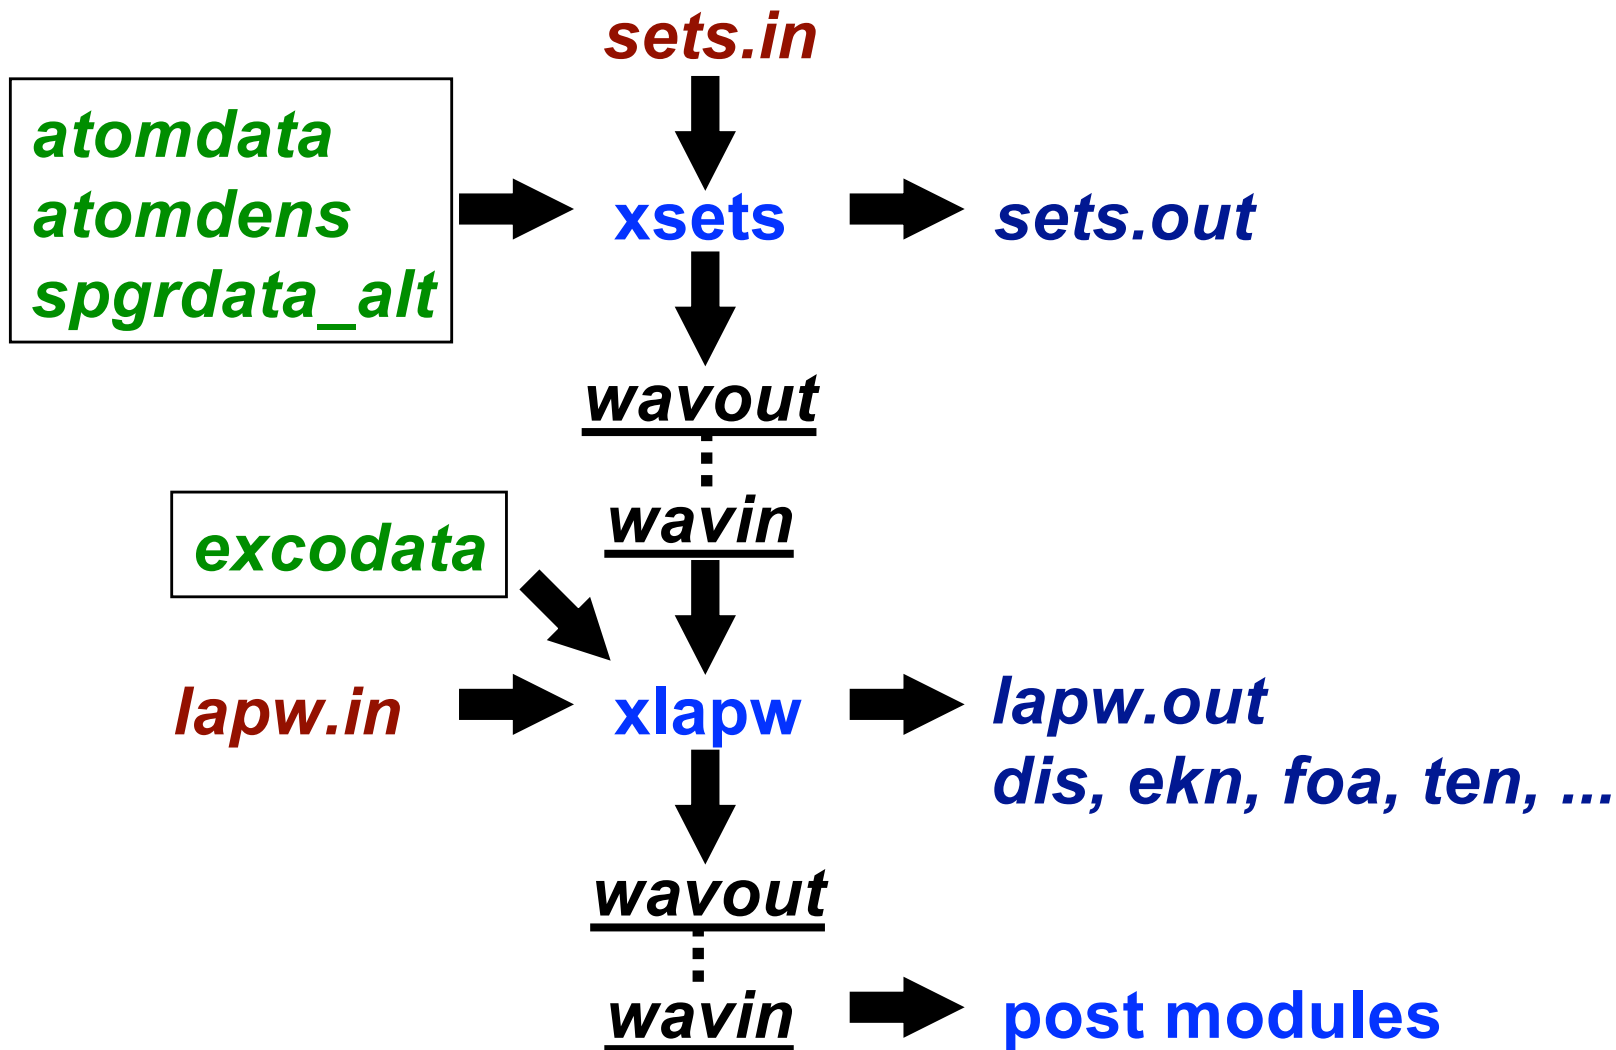 sets.in
atomdata
atomdens
spgrdata_alt
xsets
sets.out
wavout
wavin
excodata
lapw.in
xlapw
lapw.out
dis, ekn, foa, ten, ...
wavout
wavin
post modules